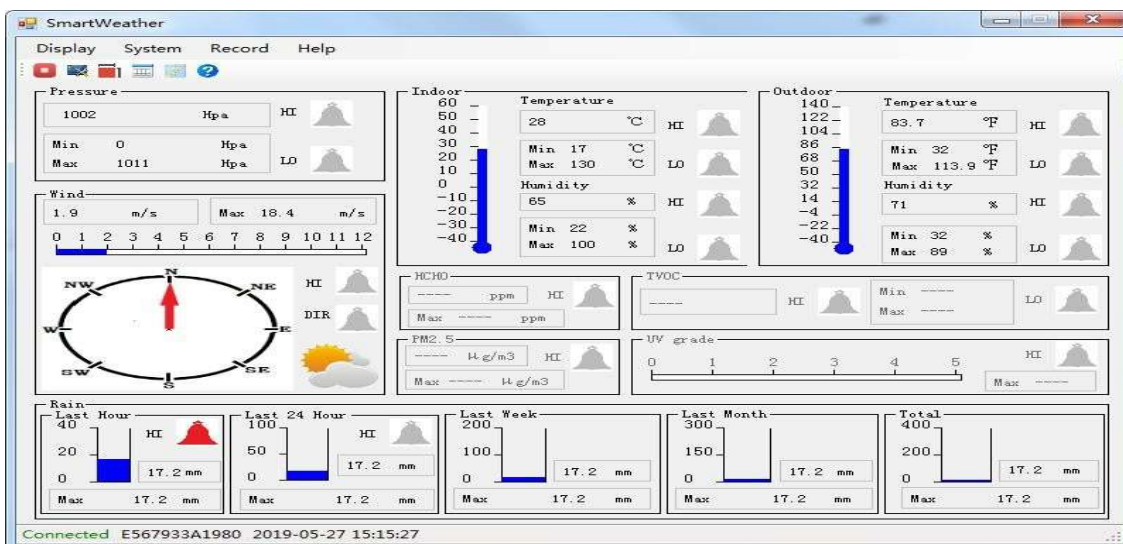 SmartWeather
Display System Record Help
Pressure
1002 Hpa HI
Min 0 Hpa
Max 1011 Hpa LO
Wind
1.9 m/s Max 18.4 m/s
0 1 2 3 4 5 6 7 8 9 10 11 12
N
NW NE
W E
SW SE
S
HI
DIR
Indoor
60
50
40
30
20
10
0
-10
-20
-30
-40
Temperature
28 ℃ HI
Min 17 ℃
Max 130 ℃ LO
Humidity
65 % HI
Min 22 %
Max 100 % LO
Outdoor
140
122
104
86
68
50
32
14
-4
-22
-40
Temperature
83.7 ℉ HI
Min 32 ℉
Max 113.9 ℉ LO
Humidity
71 % HI
Min 32 %
Max 89 % LO
HCHO
---- ppm HI
Max ---- ppm
TVOC
---- HI
Min ----
Max ---- LO
PM2.5
---- μg/m3 HI
Max ---- μg/m3
UV grade
0 1 2 3 4 5 HI
Max ----
Rain
Last Hour
40
20
0
HI
17.2 mm
Max 17.2 mm
Last 24 Hour
100
50
0
HI
17.2 mm
Max 17.2 mm
Last Week
200
100
0
17.2 mm
Max 17.2 mm
Last Month
300
150
0
17.2 mm
Max 17.2 mm
Total
400
200
0
17.2 mm
Max 17.2 mm
Connected E567933A1980 2019-05-27 15:15:27